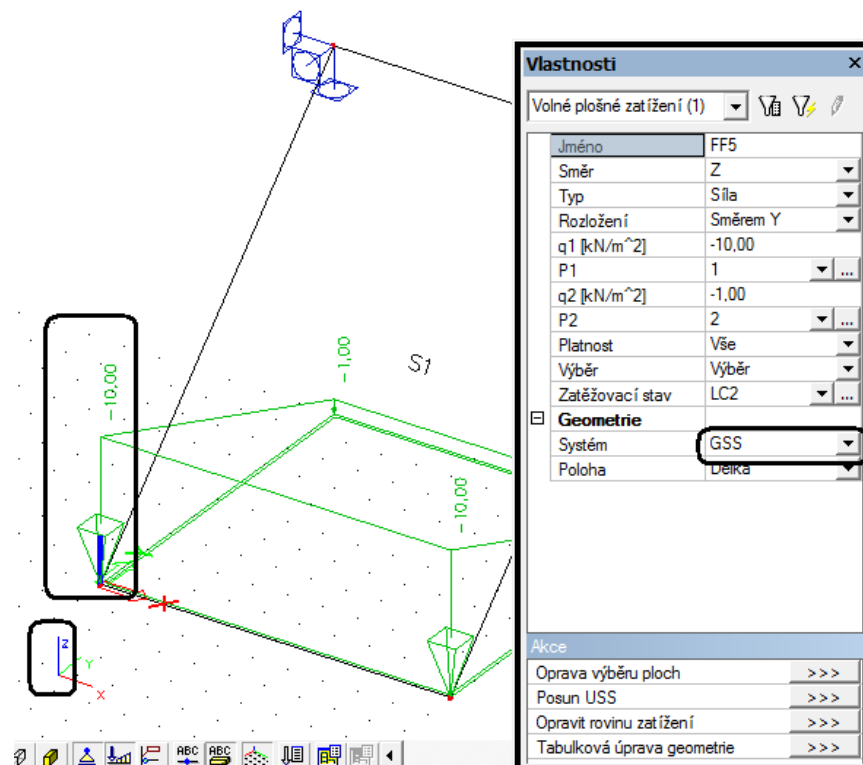 Vlastnosti ×
Volné plošné zatížení (1)
Jméno FF5
Směr Z
Typ Síla
Rozložení Směrem Y
q1 [kN/m^2] -10,00
P1 1 ...
q2 [kN/m^2] -1,00
P2 2 ...
Platnost Vše
Výběr Výběr
Zatěžovací stav LC2 ...
Geometrie
Systém GSS
Poloha Délka
Akce
Oprava výběru ploch >>>
Posun USS >>>
Opravit rovinu zatížení >>>
Tabulková úprava geometrie >>>
-10,00
-1,00
S1
-10,00
Z
Y
X
ABC
ABC